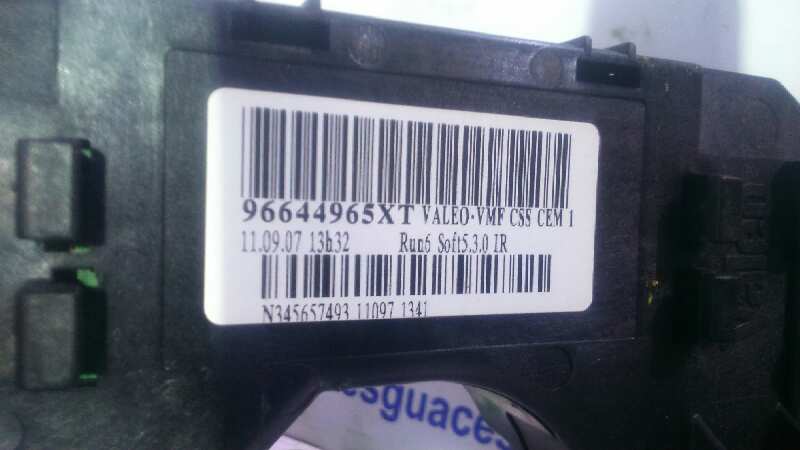 96644965XT VALEO-VMF CSS CEM 1
11.09.07 13h32 Run6 Soft5.3.0 IR
N345657493 11097 1341
esguaces